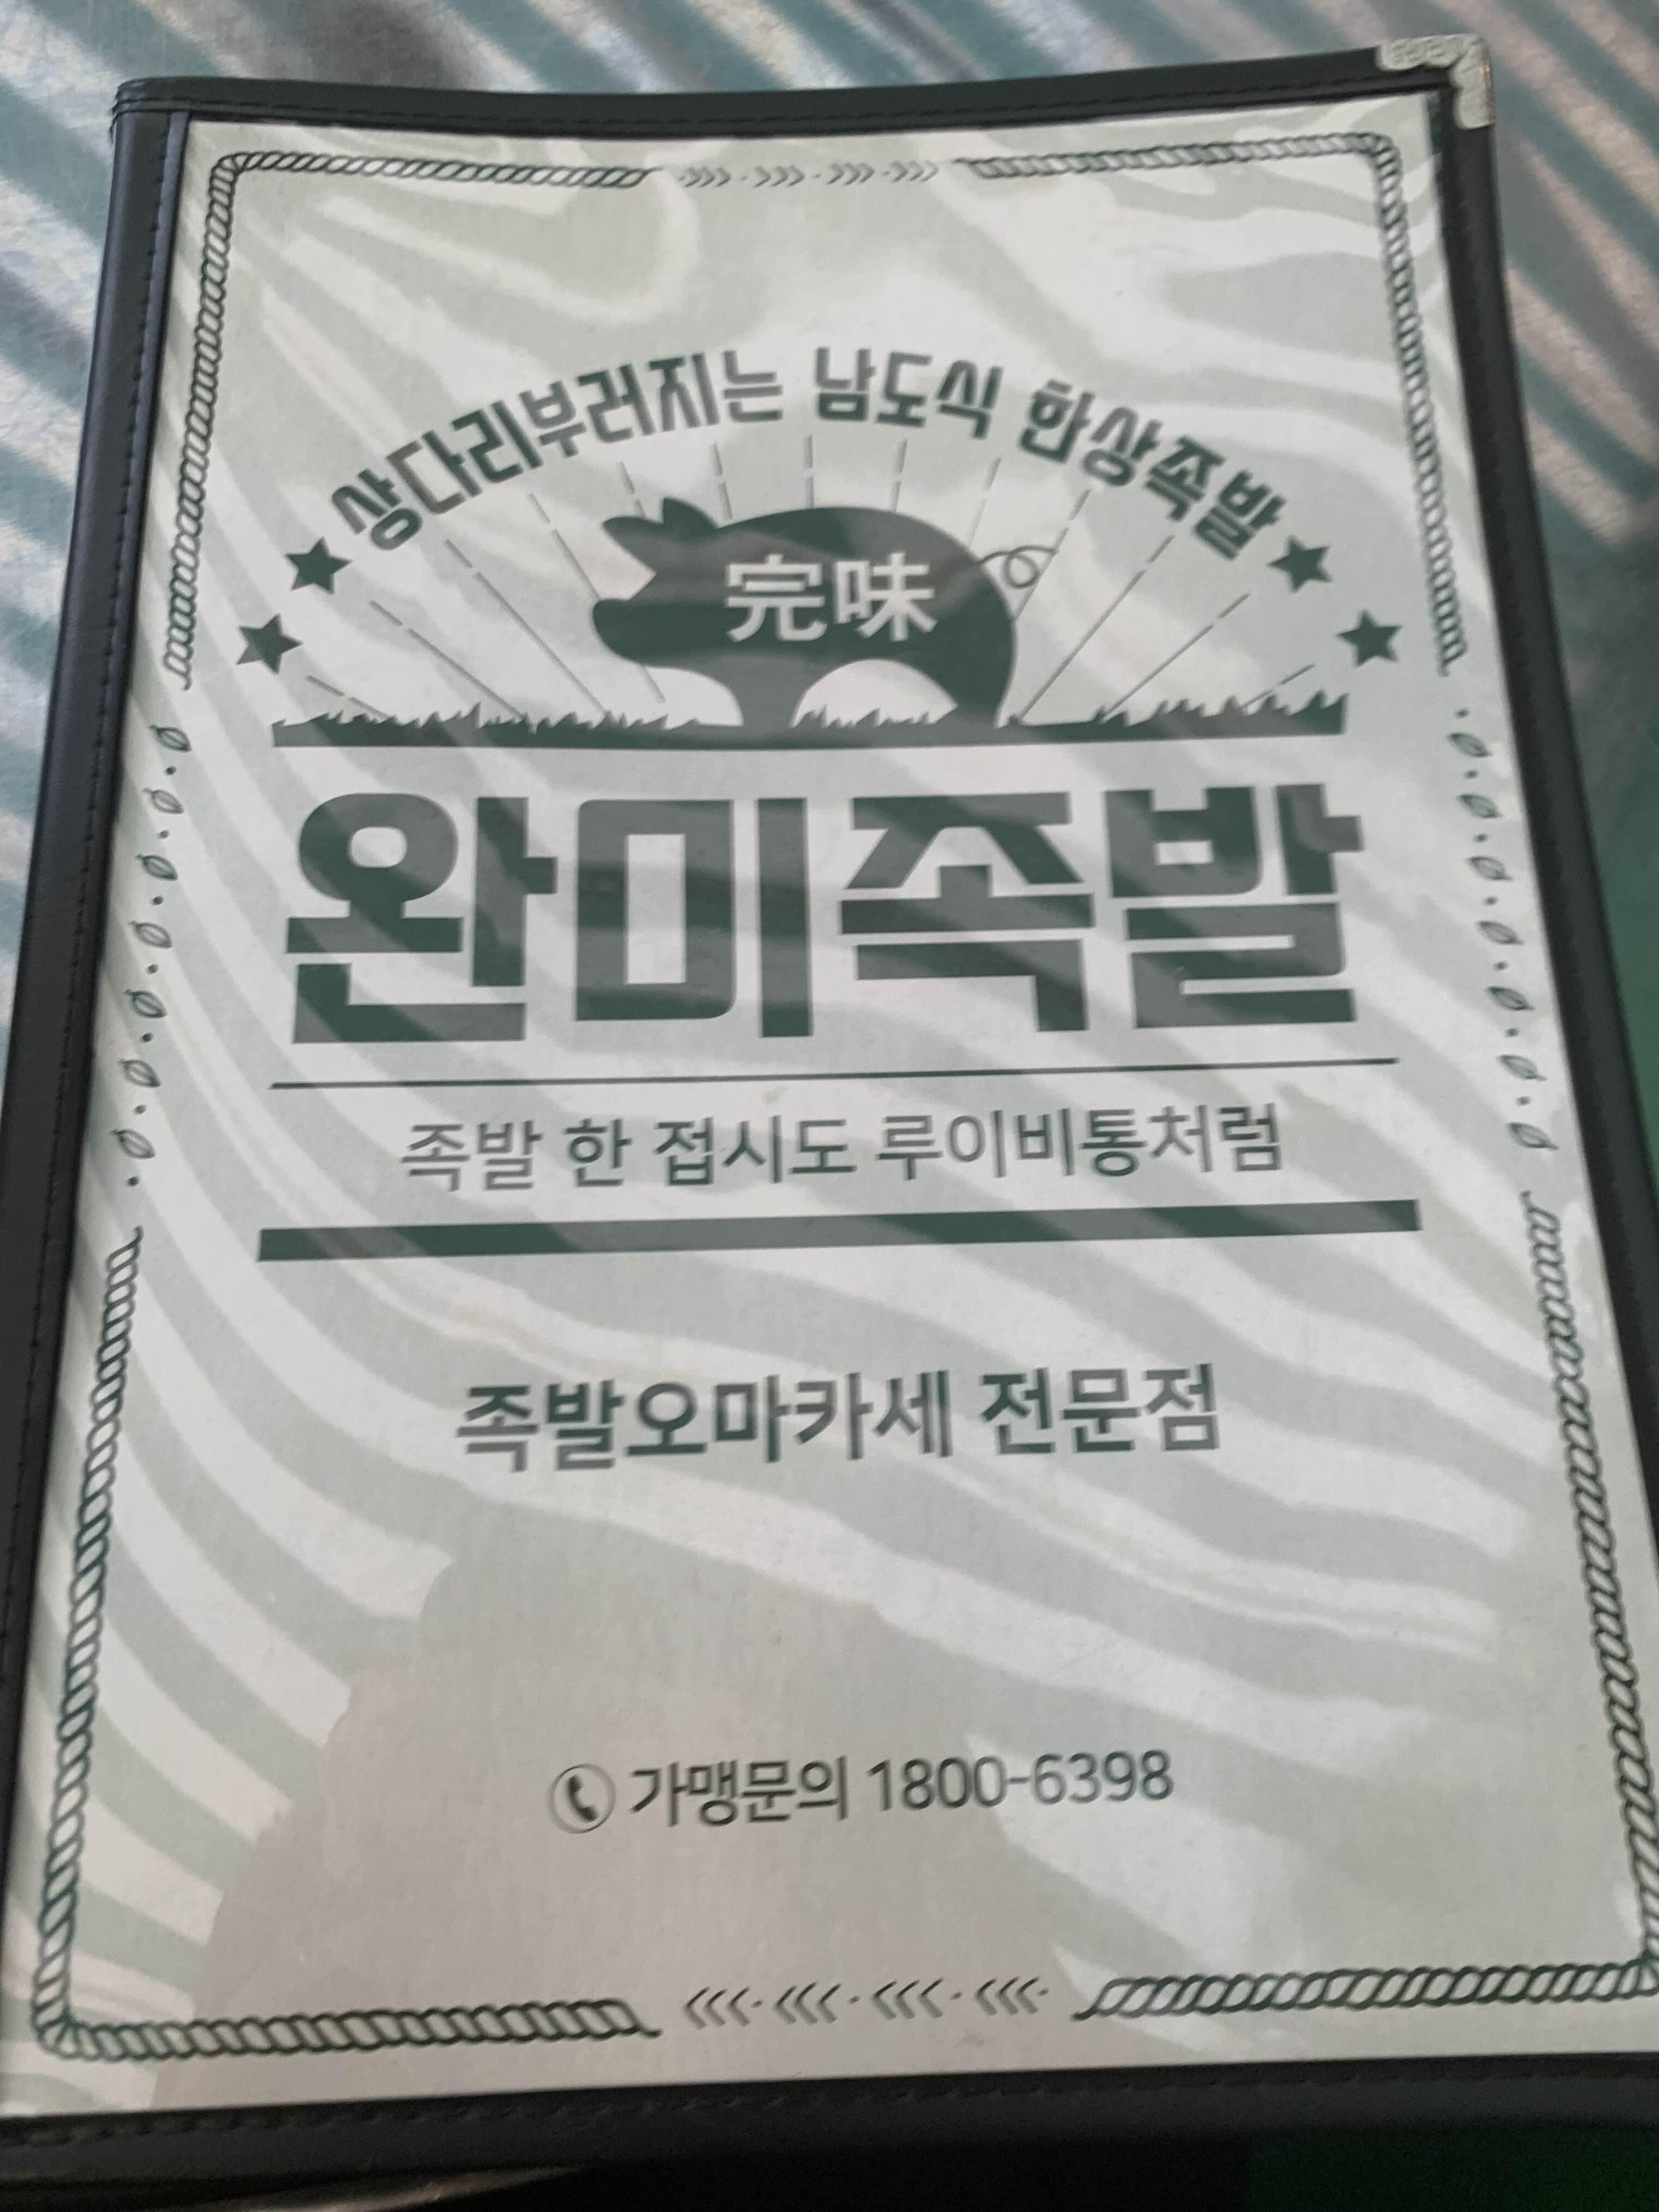 상다리부러지는 남도식 한상족발
完味
완미족발
족발 한 접시도 루이비통처럼
족발오마카세 전문점
가맹문의 1800-6398